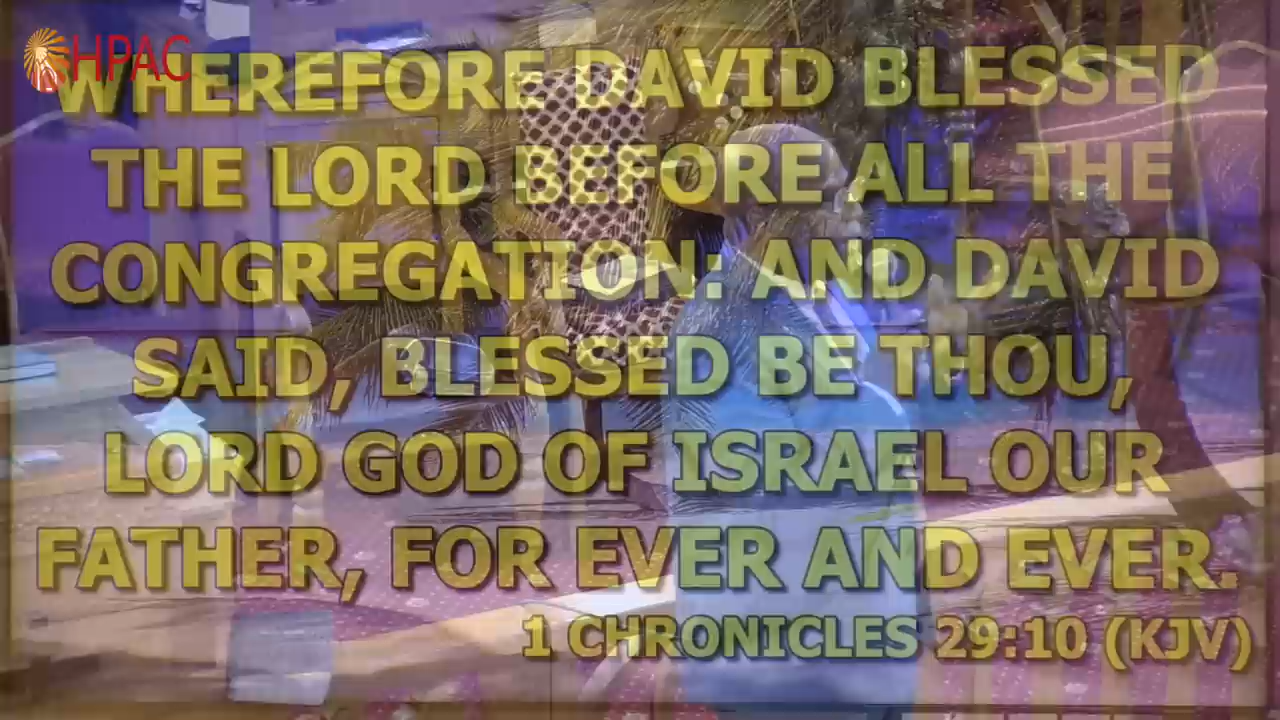 HPAC
WHEREFORE DAVID BLESSED
THE LORD BEFORE ALL THE
CONGREGATION: AND DAVID
SAID, BLESSED BE THOU,
LORD GOD OF ISRAEL OUR
FATHER, FOR EVER AND EVER.
1 CHRONICLES 29:10 (KJV)